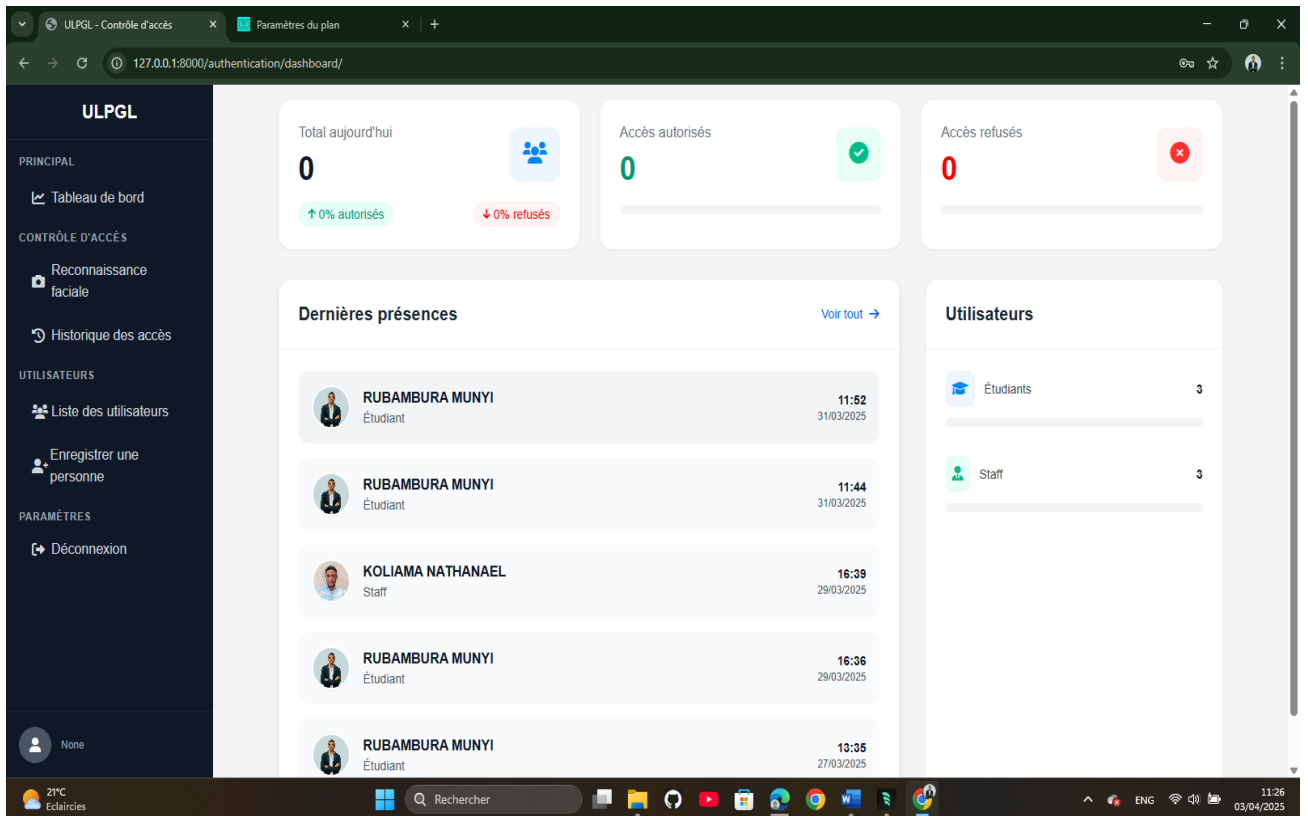 ULPGL - Contrôle d'accès
Paramètres du plan
127.0.0.1:8000/authentication/dashboard/
ULPGL
PRINCIPAL
Tableau de bord
CONTRÔLE D'ACCÈS
Reconnaissance
faciale
Historique des accès
UTILISATEURS
Liste des utilisateurs
Enregistrer une
personne
PARAMÈTRES
Déconnexion
None
Total aujourd'hui
0
↑ 0% autorisés
↓ 0% refusés
Accès autorisés
0
Accès refusés
0
Dernières présences
Voir tout →
RUBAMBURA MUNYI
Étudiant
11:52
31/03/2025
RUBAMBURA MUNYI
Étudiant
11:44
31/03/2025
KOLIAMA NATHANAEL
Staff
16:39
29/03/2025
RUBAMBURA MUNYI
Étudiant
16:36
29/03/2025
RUBAMBURA MUNYI
Étudiant
13:35
27/03/2025
Utilisateurs
Étudiants
3
Staff
3
21°C
Eclaircies
Rechercher
ENG
11:26
03/04/2025